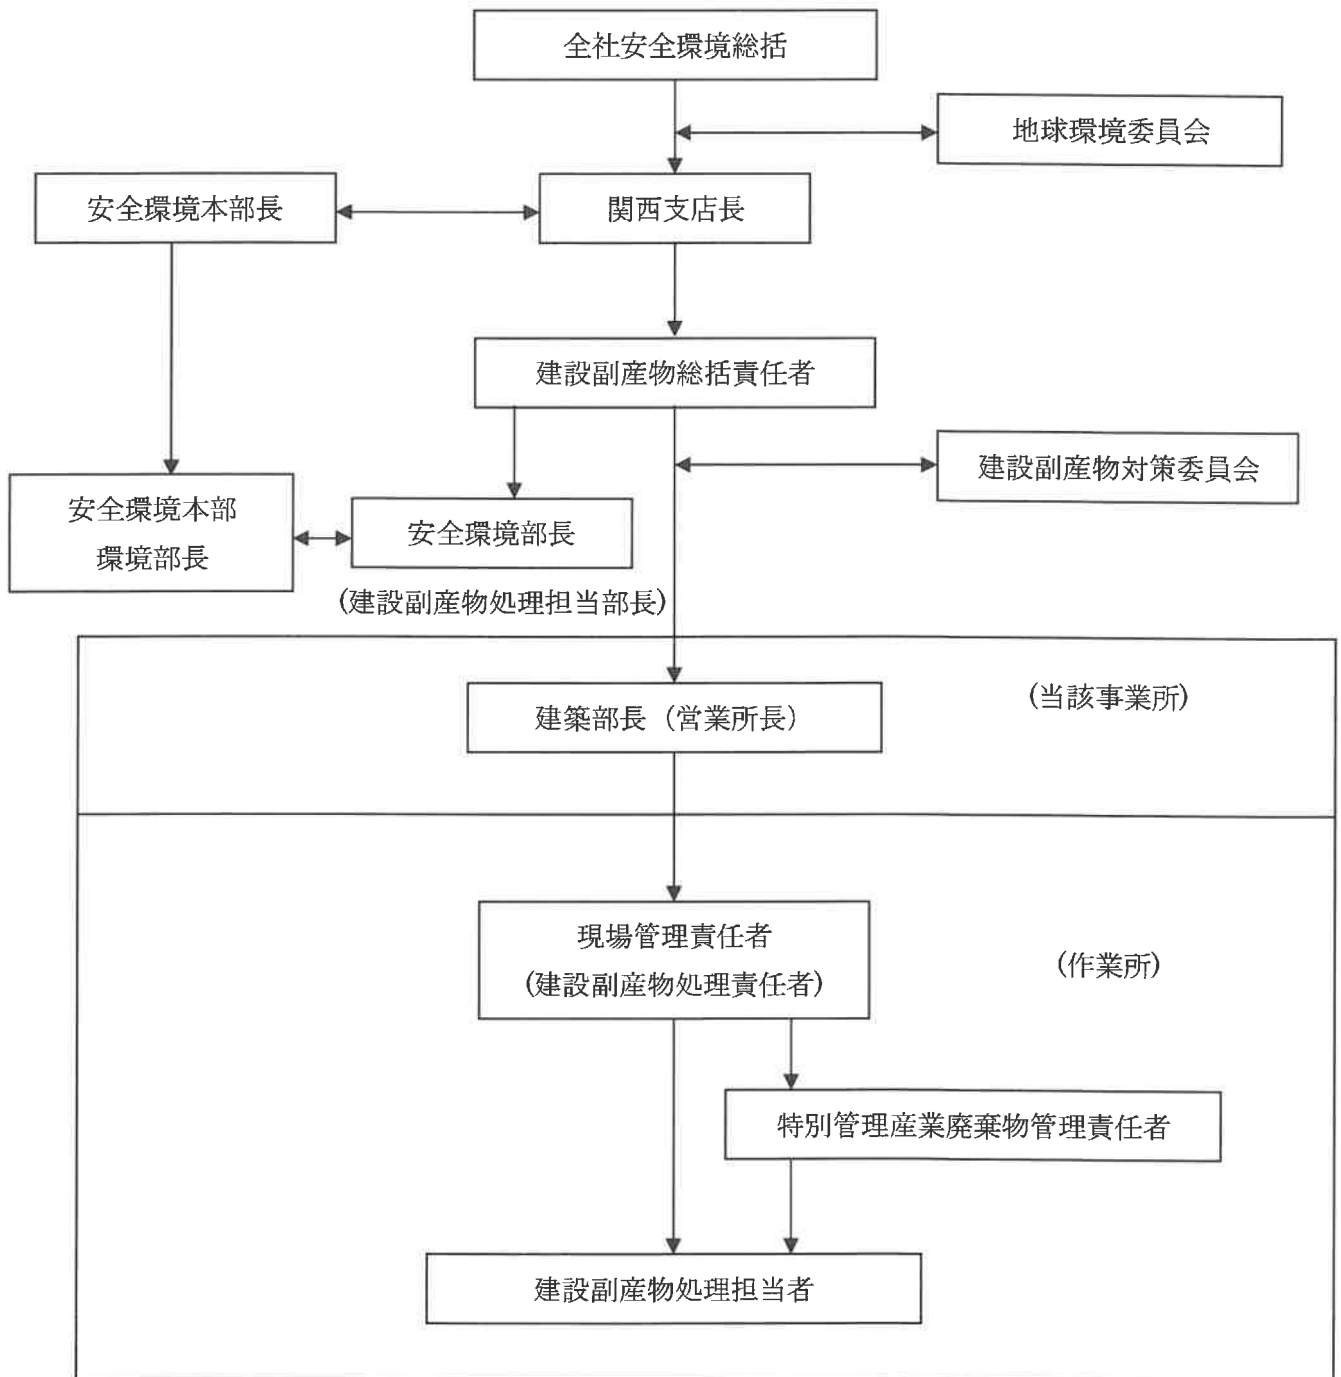 全社安全環境総括
地球環境委員会
安全環境本部長
関西支店長
建設副産物総括責任者
建設副産物対策委員会
安全環境本部
環境部長
安全環境部長
(建設副産物処理担当部長)
(当該事業所)
建築部長（営業所長）
現場管理責任者
(建設副産物処理責任者)
(作業所)
特別管理産業廃棄物管理責任者
建設副産物処理担当者